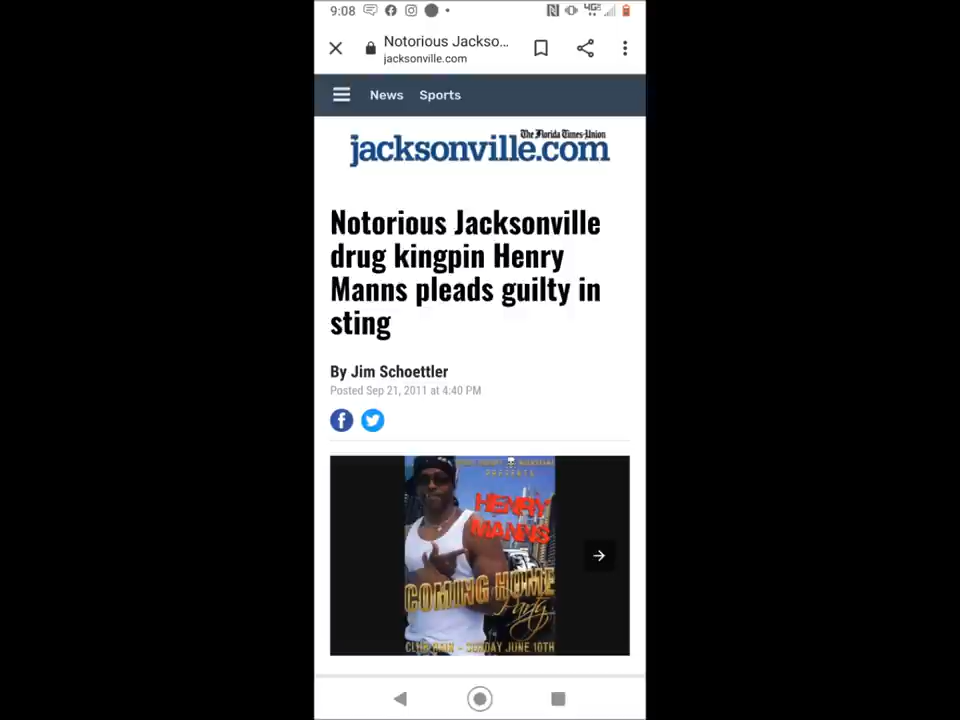 9:08
4G
Notorious Jackso...
jacksonville.com
News Sports
The Florida Times-Union
jacksonville.com
Notorious Jacksonville
drug kingpin Henry
Manns pleads guilty in
sting
By Jim Schoettler
Posted Sep 21, 2011 at 4:40 PM
PRESENTS
HENRY
MANNS
COMING HOME
Party
SUNDAY JUNE 10TH